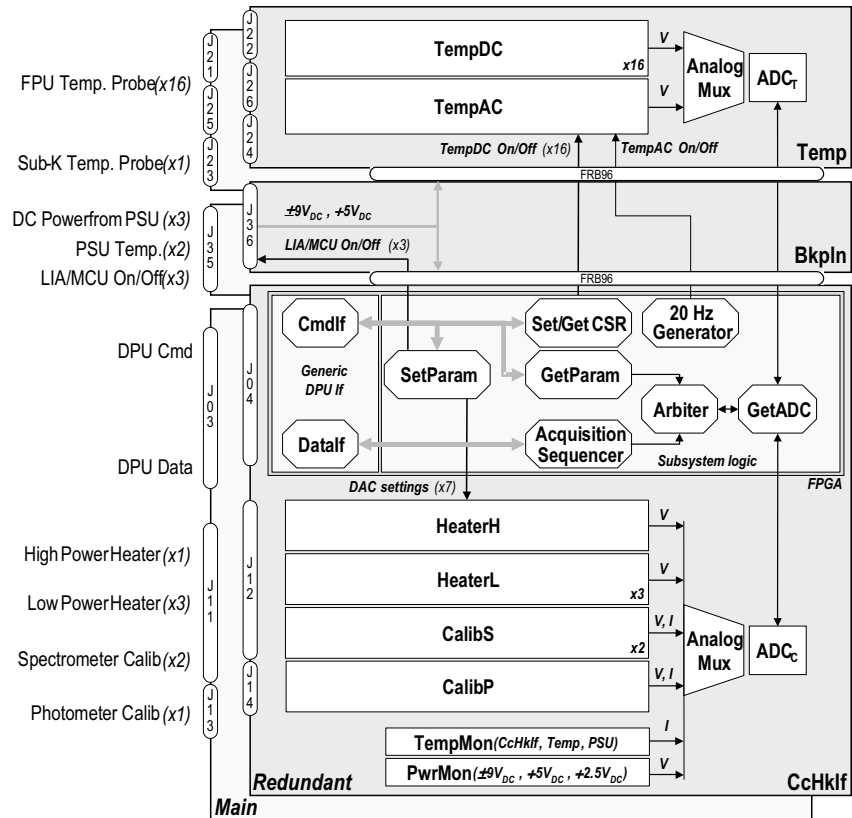 FPU Temp. Probe(x16)
Sub-K Temp. Probe(x1)
DC Powerfrom PSU (x3)
PSU Temp.(x2)
LIA/MCU On/Off(x3)
DPU Cmd
DPU Data
High Power Heater(x1)
Low Power Heater(x3)
Spectrometer Calib(x2)
Photometer Calib(x1)
J21
J25
J23
J35
J03
J11
J13
J22
J26
J24
J36
J04
J12
J14
TempDC
x16
TempAC
V
V
Analog
Mux
ADCT
TempDC On/Off (x16)
TempAC On/Off
Temp
FRB96
±9VDC , +5VDC
LIA/MCU On/Off (x3)
Bkpln
FRB96
CmdIf
Set/Get CSR
20 Hz
Generator
Generic
DPU If
SetParam
GetParam
Arbiter
GetADC
DataIf
Acquisition
Sequencer
Subsystem logic
FPGA
DAC settings (x7)
HeaterH
V
HeaterL
x3
V
CalibS
x2
V, I
CalibP
V, I
Analog
Mux
ADCC
TempMon(CcHkIf, Temp, PSU)
I
PwrMon(±9VDC , +5VDC , +2.5VDC)
V
Redundant
CcHkIf
Main